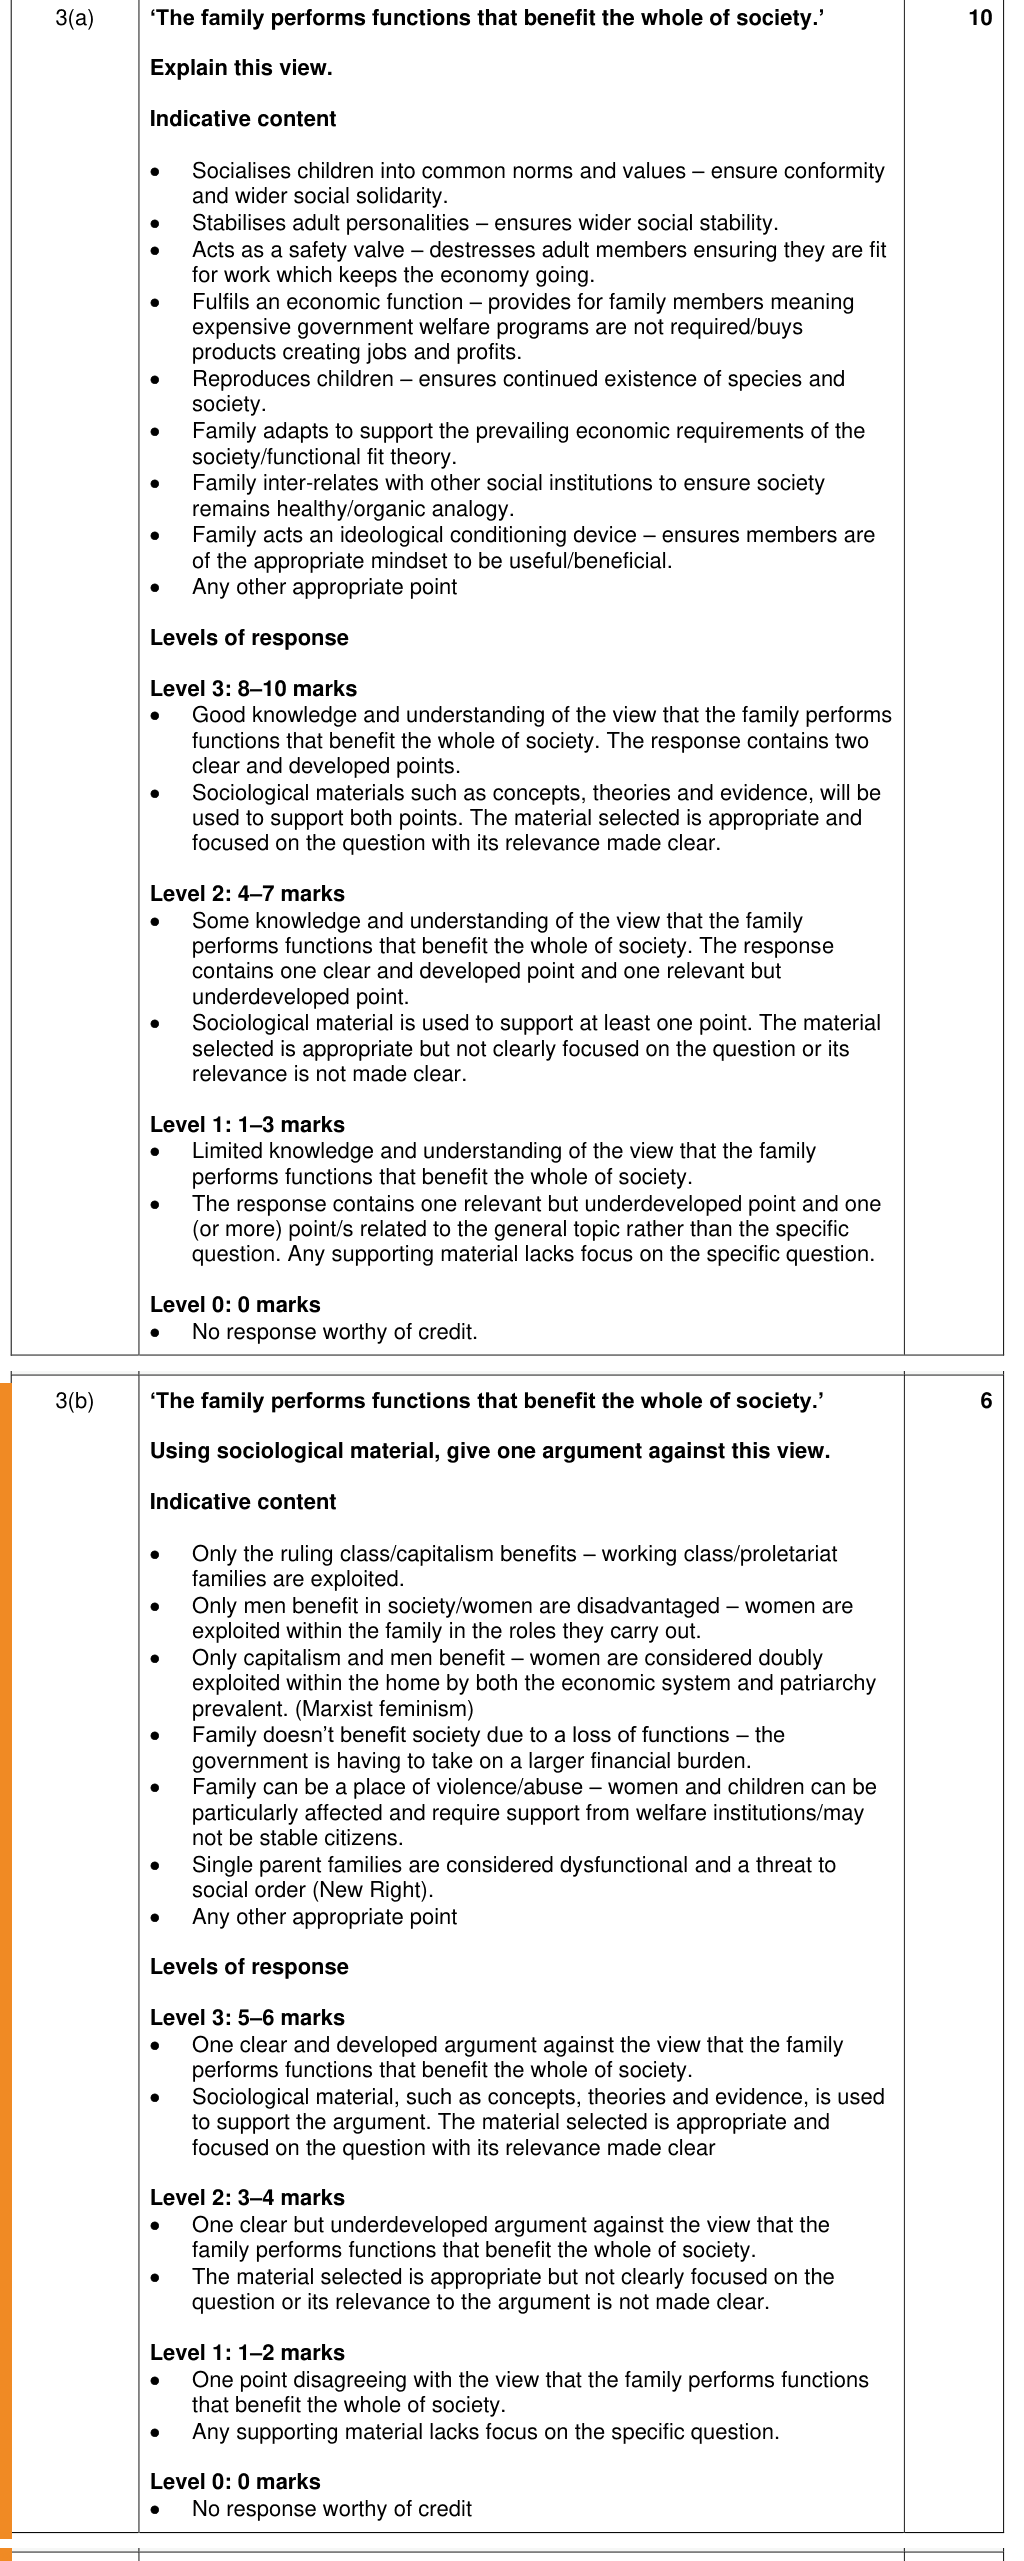 3(a) ‘The family performs functions that benefit the whole of society.’ 10
Explain this view.
Indicative content
• Socialises children into common norms and values – ensure conformity
and wider social solidarity.
• Stabilises adult personalities – ensures wider social stability.
• Acts as a safety valve – destresses adult members ensuring they are fit
for work which keeps the economy going.
• Fulfils an economic function – provides for family members meaning
expensive government welfare programs are not required/buys
products creating jobs and profits.
• Reproduces children – ensures continued existence of species and
society.
• Family adapts to support the prevailing economic requirements of the
society/functional fit theory.
• Family inter-relates with other social institutions to ensure society
remains healthy/organic analogy.
• Family acts an ideological conditioning device – ensures members are
of the appropriate mindset to be useful/beneficial.
• Any other appropriate point
Levels of response
Level 3: 8–10 marks
• Good knowledge and understanding of the view that the family performs
functions that benefit the whole of society. The response contains two
clear and developed points.
• Sociological materials such as concepts, theories and evidence, will be
used to support both points. The material selected is appropriate and
focused on the question with its relevance made clear.
Level 2: 4–7 marks
• Some knowledge and understanding of the view that the family
performs functions that benefit the whole of society. The response
contains one clear and developed point and one relevant but
underdeveloped point.
• Sociological material is used to support at least one point. The material
selected is appropriate but not clearly focused on the question or its
relevance is not made clear.
Level 1: 1–3 marks
• Limited knowledge and understanding of the view that the family
performs functions that benefit the whole of society.
• The response contains one relevant but underdeveloped point and one
(or more) point/s related to the general topic rather than the specific
question. Any supporting material lacks focus on the specific question.
Level 0: 0 marks
• No response worthy of credit.
3(b) ‘The family performs functions that benefit the whole of society.’ 6
Using sociological material, give one argument against this view.
Indicative content
• Only the ruling class/capitalism benefits – working class/proletariat
families are exploited.
• Only men benefit in society/women are disadvantaged – women are
exploited within the family in the roles they carry out.
• Only capitalism and men benefit – women are considered doubly
exploited within the home by both the economic system and patriarchy
prevalent. (Marxist feminism)
• Family doesn’t benefit society due to a loss of functions – the
government is having to take on a larger financial burden.
• Family can be a place of violence/abuse – women and children can be
particularly affected and require support from welfare institutions/may
not be stable citizens.
• Single parent families are considered dysfunctional and a threat to
social order (New Right).
• Any other appropriate point
Levels of response
Level 3: 5–6 marks
• One clear and developed argument against the view that the family
performs functions that benefit the whole of society.
• Sociological material, such as concepts, theories and evidence, is used
to support the argument. The material selected is appropriate and
focused on the question with its relevance made clear
Level 2: 3–4 marks
• One clear but underdeveloped argument against the view that the
family performs functions that benefit the whole of society.
• The material selected is appropriate but not clearly focused on the
question or its relevance to the argument is not made clear.
Level 1: 1–2 marks
• One point disagreeing with the view that the family performs functions
that benefit the whole of society.
• Any supporting material lacks focus on the specific question.
Level 0: 0 marks
• No response worthy of credit